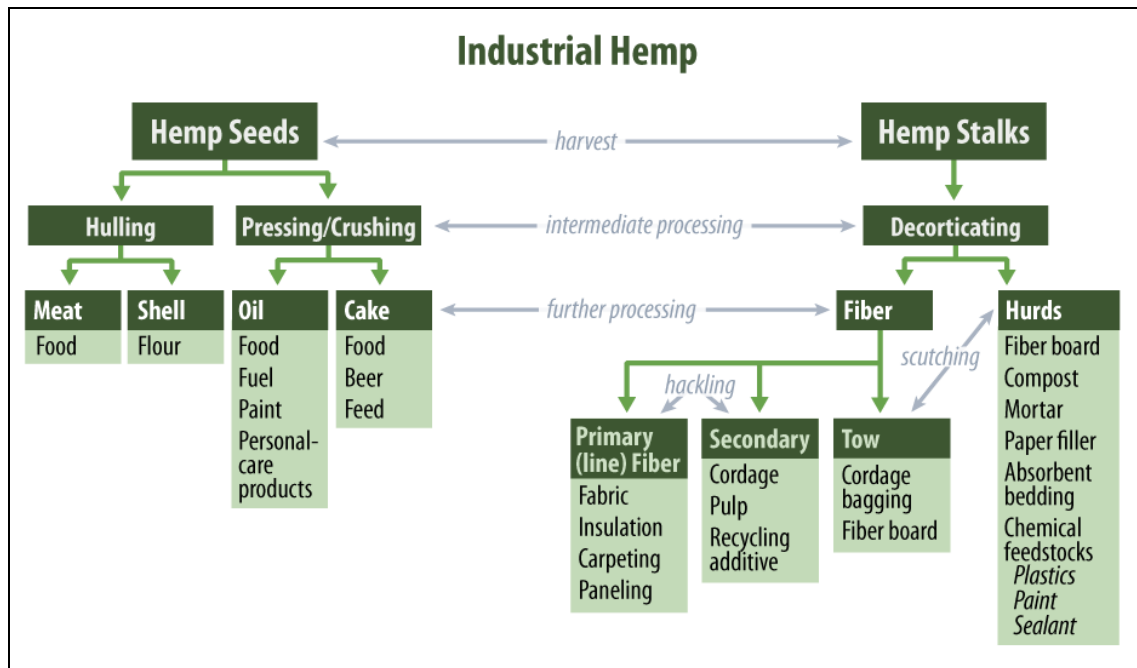 Industrial Hemp
Hemp Seeds
harvest
Hemp Stalks
Hulling
Pressing/Crushing
intermediate processing
Decorticating
Meat
Food
Shell
Flour
Oil
Food
Fuel
Paint
Personal-
care
products
Cake
Food
Beer
Feed
further processing
Fiber
Hurds
Fiber board
Compost
Mortar
Paper filler
Absorbent
bedding
Chemical
feedstocks
Plastics
Paint
Sealant
scutching
hackling
Primary
(line) Fiber
Fabric
Insulation
Carpeting
Paneling
Secondary
Cordage
Pulp
Recycling
additive
Tow
Cordage
bagging
Fiber board